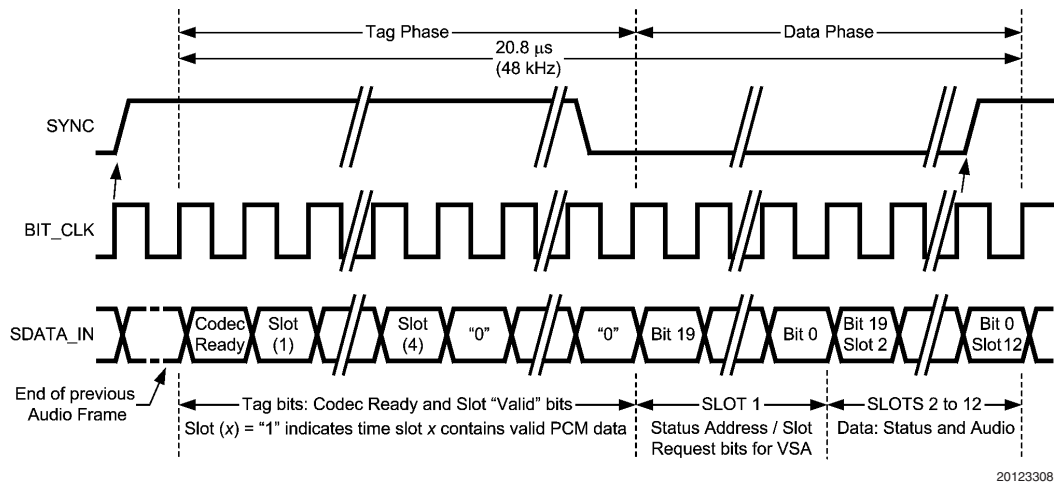 Tag Phase
Data Phase
20.8 µs
(48 kHz)
SYNC
BIT_CLK
SDATA_IN
Codec
Ready
Slot
(1)
Slot
(4)
“0”
“0”
Bit 19
Bit 0
Bit 19
Slot 2
Bit 0
Slot 12
End of previous
Audio Frame
Tag bits: Codec Ready and Slot “Valid” bits
Slot (x) = “1” indicates time slot x contains valid PCM data
SLOT 1
Status Address / Slot
Request bits for VSA
SLOTS 2 to 12
Data: Status and Audio
20123308